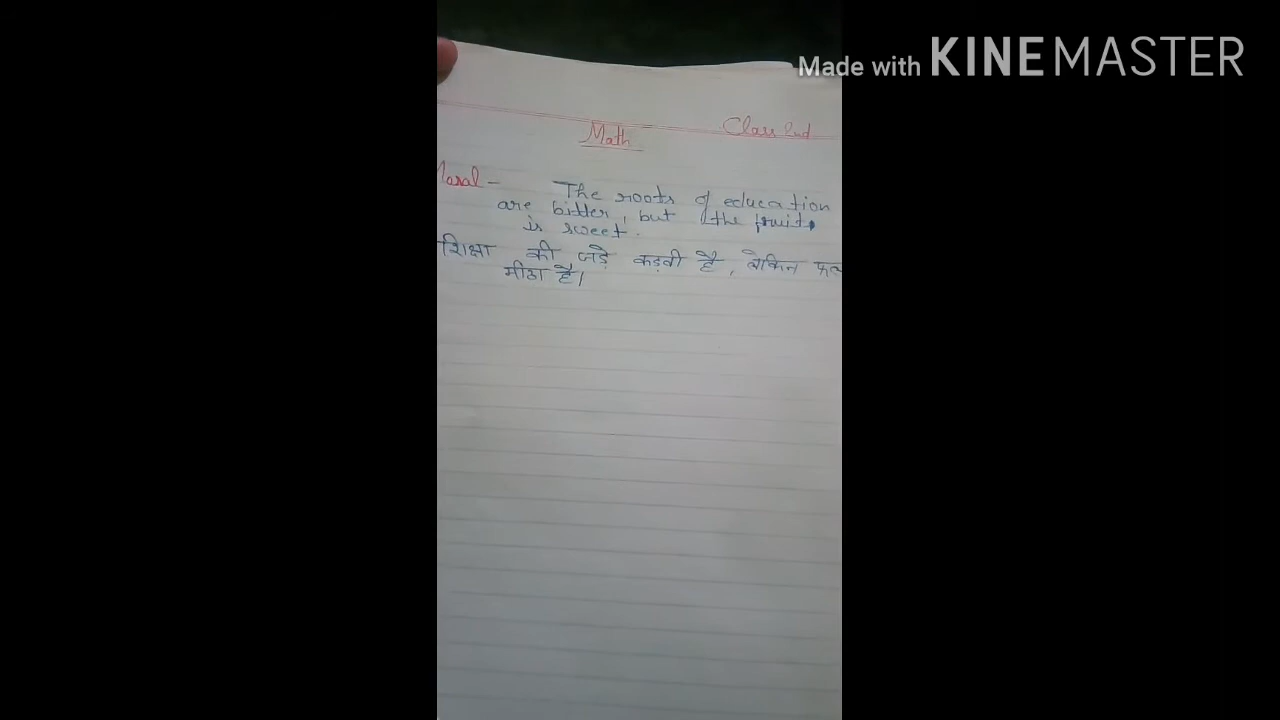 Made with KINEMASTER
Class 2nd
Math
Moral -
The roots of education
are bitter, but the fruit
is sweet.
शिक्षा की जड़े कड़वी है, लेकिन फल
मीठा है।